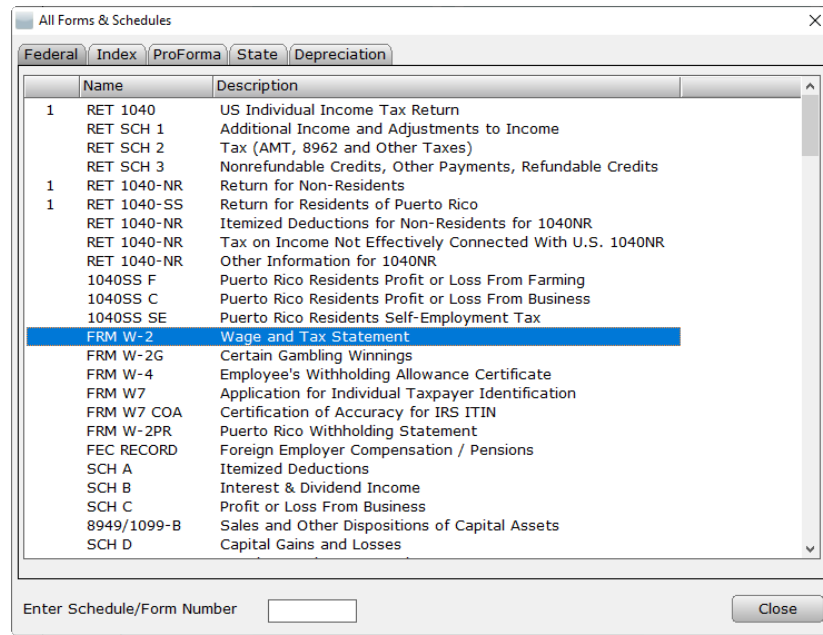 All Forms & Schedules
Federal Index ProForma State Depreciation
Name Description
1 RET 1040 US Individual Income Tax Return
RET SCH 1 Additional Income and Adjustments to Income
RET SCH 2 Tax (AMT, 8962 and Other Taxes)
RET SCH 3 Nonrefundable Credits, Other Payments, Refundable Credits
1 RET 1040-NR Return for Non-Residents
1 RET 1040-SS Return for Residents of Puerto Rico
RET 1040-NR Itemized Deductions for Non-Residents for 1040NR
RET 1040-NR Tax on Income Not Effectively Connected With U.S. 1040NR
RET 1040-NR Other Information for 1040NR
1040SS F Puerto Rico Residents Profit or Loss From Farming
1040SS C Puerto Rico Residents Profit or Loss From Business
1040SS SE Puerto Rico Residents Self-Employment Tax
FRM W-2 Wage and Tax Statement
FRM W-2G Certain Gambling Winnings
FRM W-4 Employee's Withholding Allowance Certificate
FRM W7 Application for Individual Taxpayer Identification
FRM W7 COA Certification of Accuracy for IRS ITIN
FRM W-2PR Puerto Rico Withholding Statement
FEC RECORD Foreign Employer Compensation / Pensions
SCH A Itemized Deductions
SCH B Interest & Dividend Income
SCH C Profit or Loss From Business
8949/1099-B Sales and Other Dispositions of Capital Assets
SCH D Capital Gains and Losses
Enter Schedule/Form Number Close